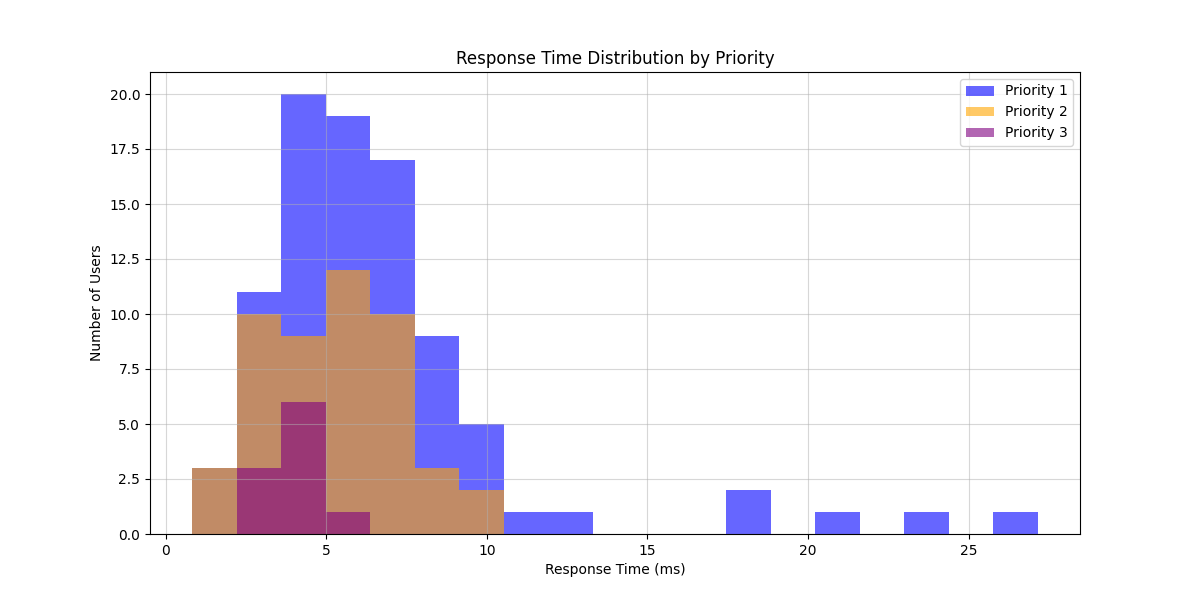 Response Time Distribution by Priority
Priority 1
Priority 2
Priority 3
20.0
17.5
15.0
12.5
10.0
7.5
5.0
2.5
0.0
Number of Users
0 5 10 15 20 25
Response Time (ms)